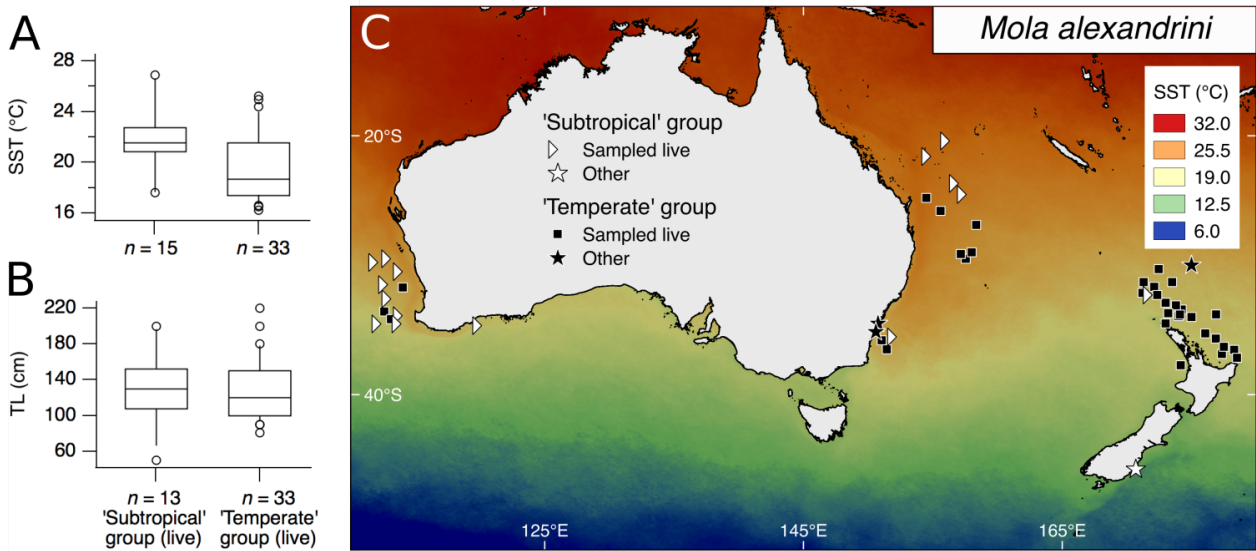 A
28
24
20
16
SST (°C)
n = 15
n = 33
B
220
180
140
100
60
TL (cm)
n = 13
n = 33
'Subtropical'
group (live)
'Temperate'
group (live)
C
Mola alexandrini
SST (°C)
32.0
25.5
19.0
12.5
6.0
'Subtropical' group
Sampled live
Other
'Temperate' group
Sampled live
Other
20°S
40°S
125°E
145°E
165°E